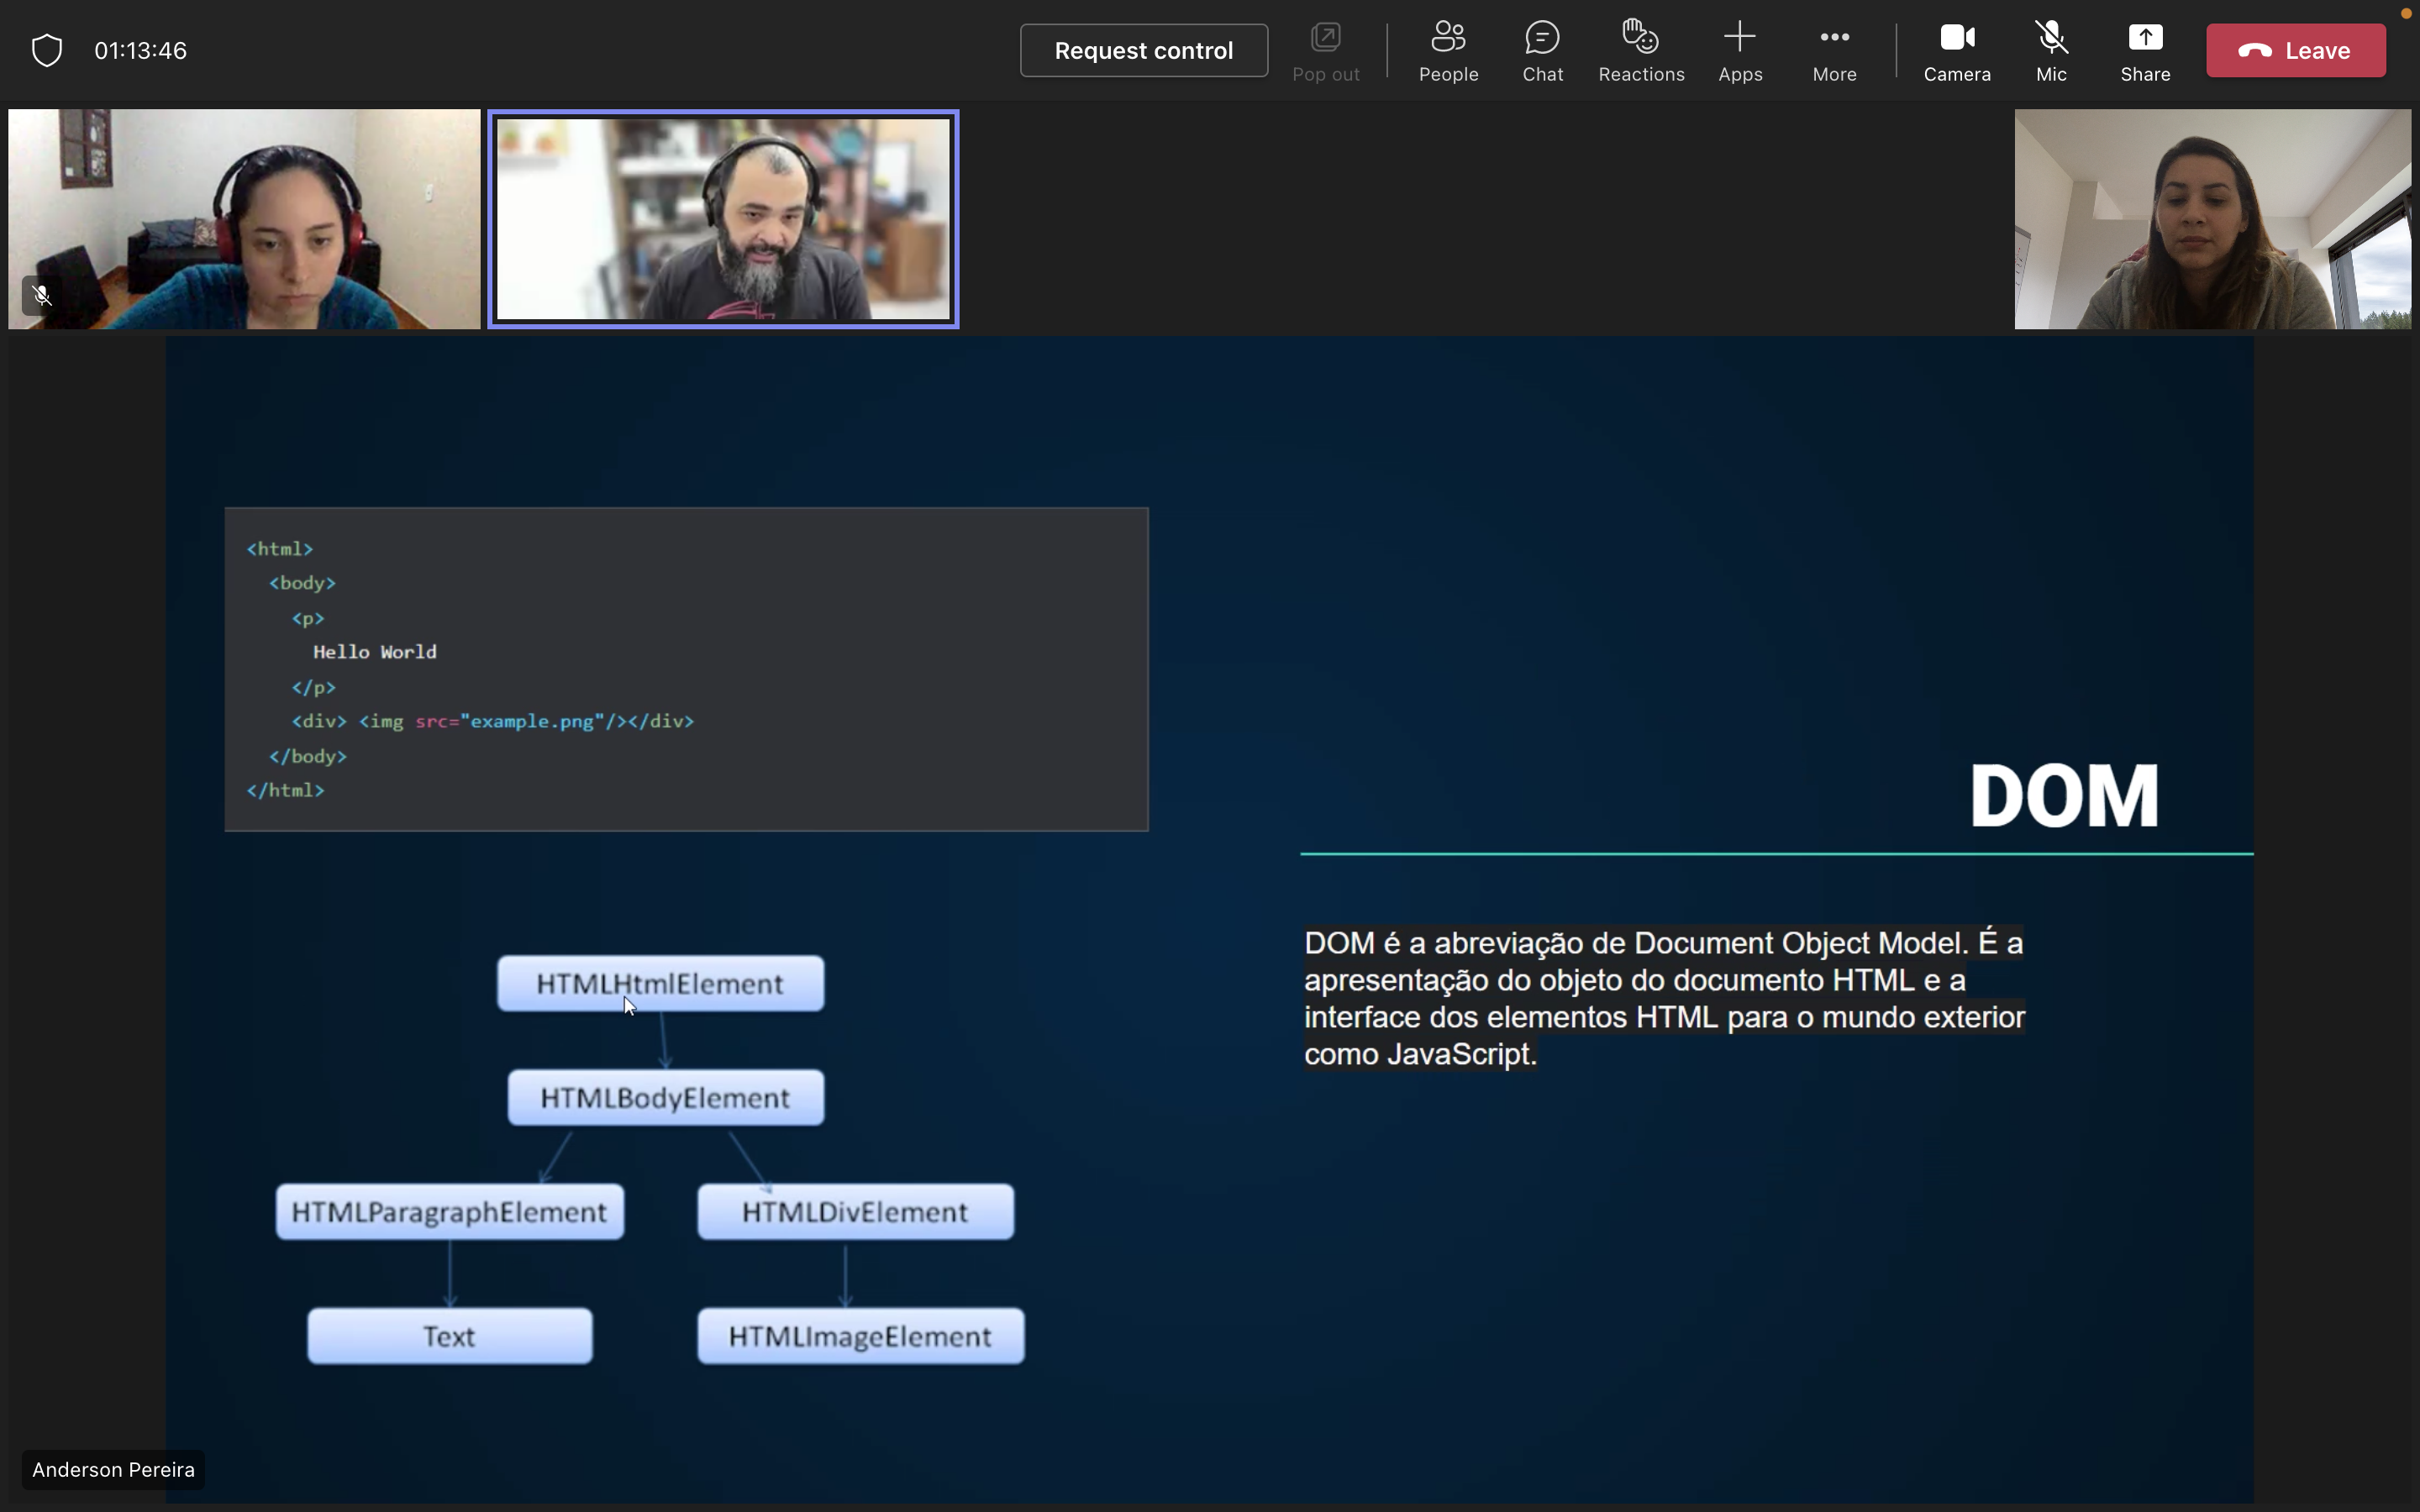 01:13:46
Request control
Pop out
People
Chat
Reactions
Apps
More
Camera
Mic
Share
Leave
<html>
<body>
<p>
Hello World
</p>
<div> <img src="example.png"/></div>
</body>
</html>
HTMLHtmlElement
HTMLBodyElement
HTMLParagraphElement
HTMLDivElement
Text
HTMLImageElement
DOM
DOM é a abreviação de Document Object Model. É a
apresentação do objeto do documento HTML e a
interface dos elementos HTML para o mundo exterior
como JavaScript.
Anderson Pereira